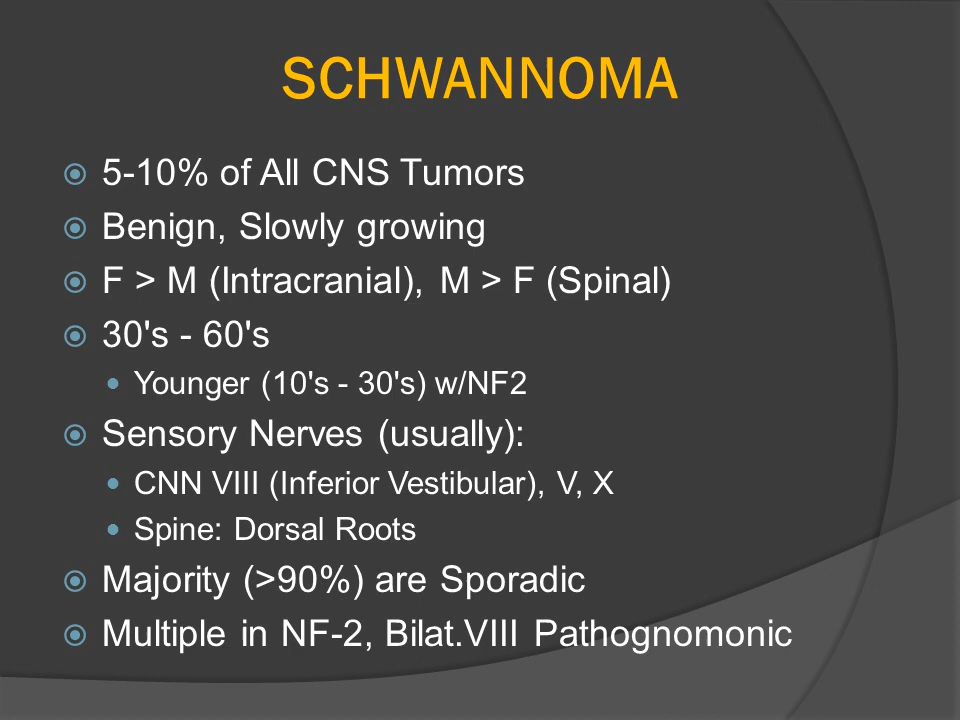 SCHWANNOMA
5-10% of All CNS Tumors
Benign, Slowly growing
F > M (Intracranial), M > F (Spinal)
30's - 60's
Younger (10's - 30's) w/NF2
Sensory Nerves (usually):
CNN VIII (Inferior Vestibular), V, X
Spine: Dorsal Roots
Majority (>90%) are Sporadic
Multiple in NF-2, Bilat.VIII Pathognomonic